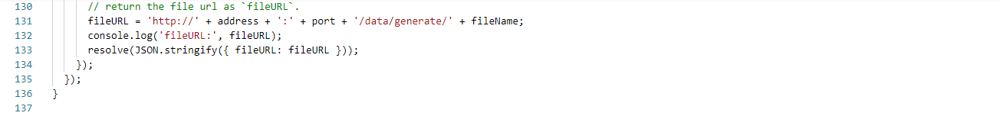 130 // return the file url as `fileURL`.
131 fileURL = 'http://' + address + ':' + port + '/data/generate/' + fileName;
132 console.log('fileURL:', fileURL);
133 resolve(JSON.stringify({ fileURL: fileURL }));
134 });
135 });
136 }
137